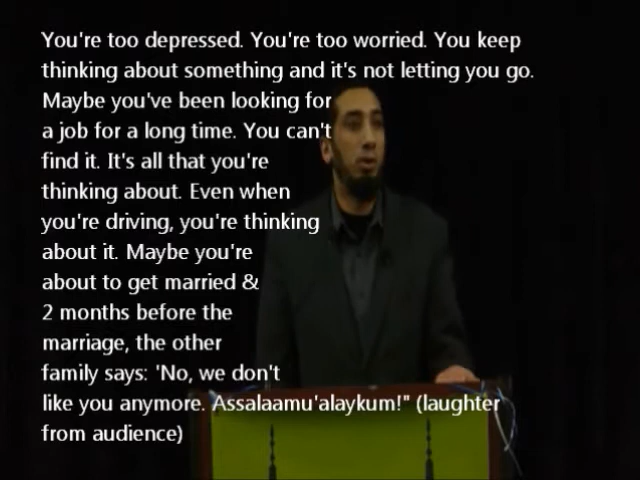 You're too depressed. You're too worried. You keep
thinking about something and it's not letting you go.
Maybe you've been looking for
a job for a long time. You can't
find it. It's all that you're
thinking about. Even when
you're driving, you're thinking
about it. Maybe you're
about to get married &
2 months before the
marriage, the other
family says: 'No, we don't
like you anymore. Assalaamu'alaykum!" (laughter
from audience)